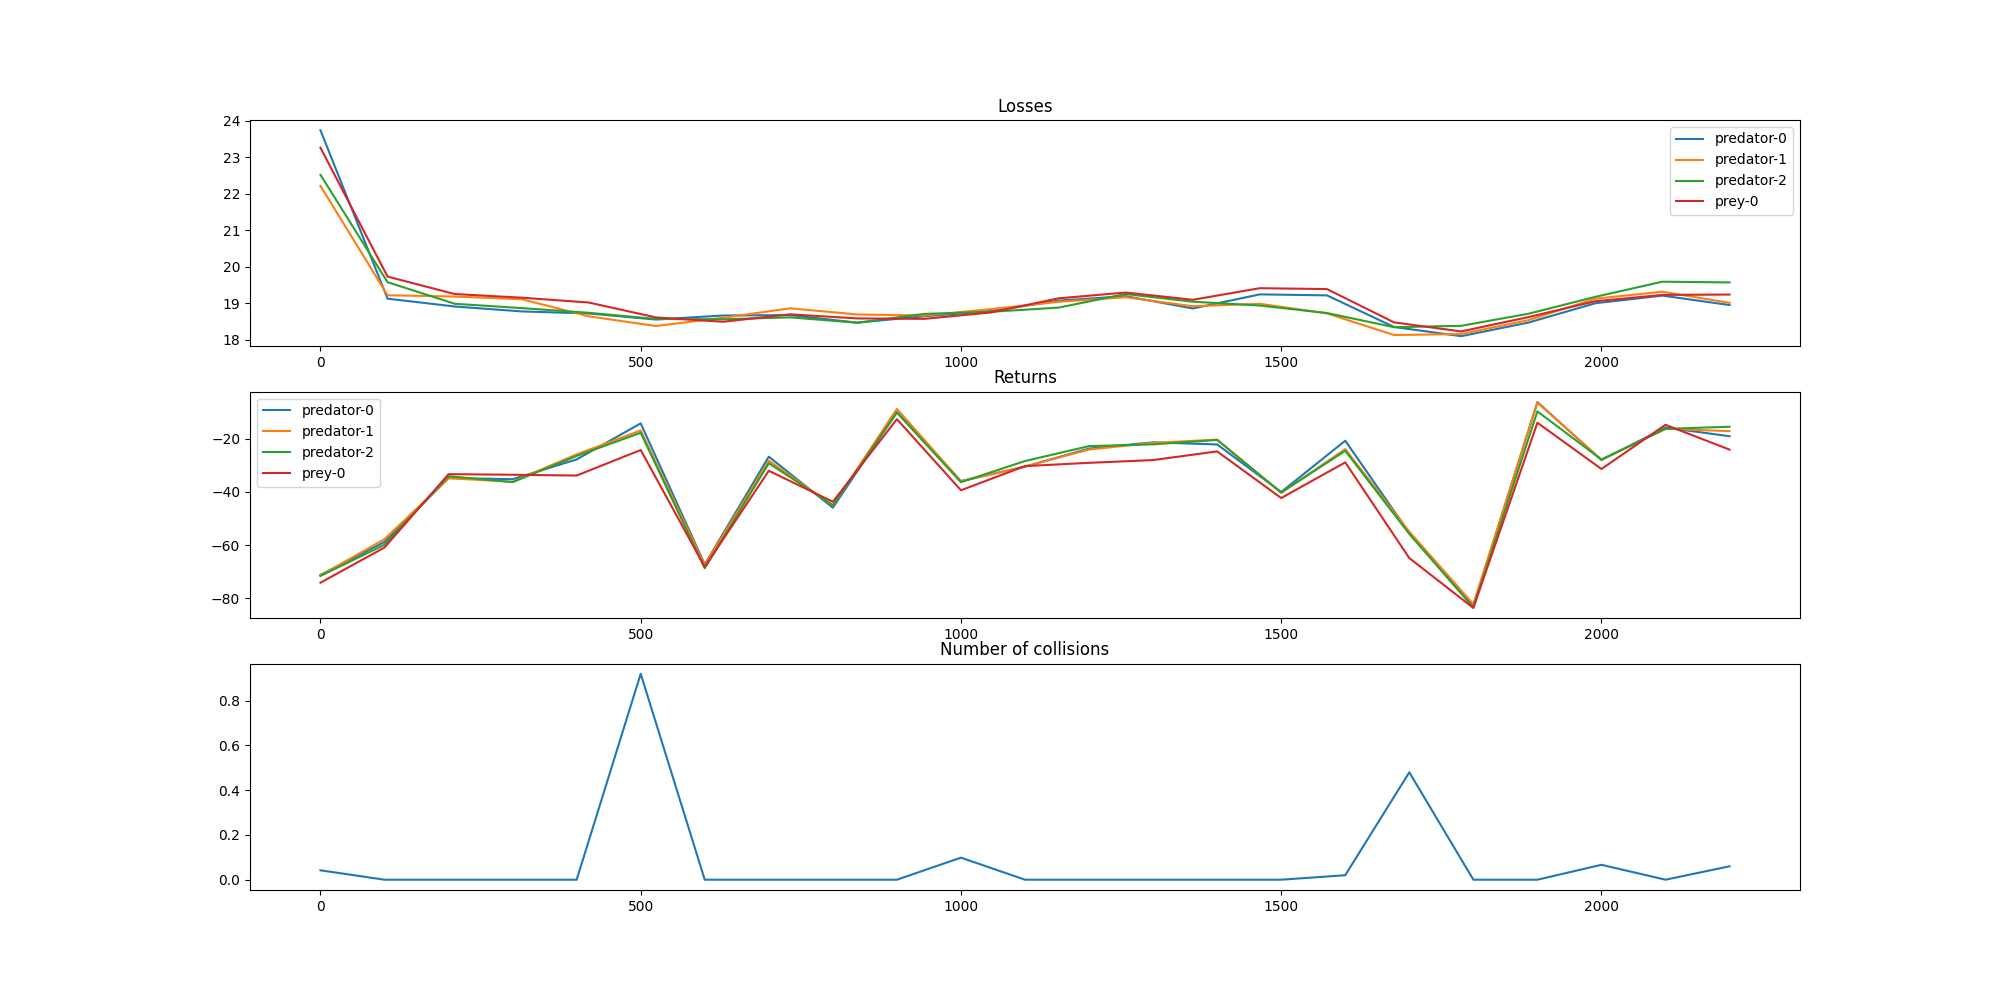 Losses
24
23
22
21
20
19
18
predator-0
predator-1
predator-2
prey-0
0 500 1000 1500 2000
Returns
−20
−40
−60
−80
predator-0
predator-1
predator-2
prey-0
0 500 1000 1500 2000
Number of collisions
0.8
0.6
0.4
0.2
0.0
0 500 1000 1500 2000